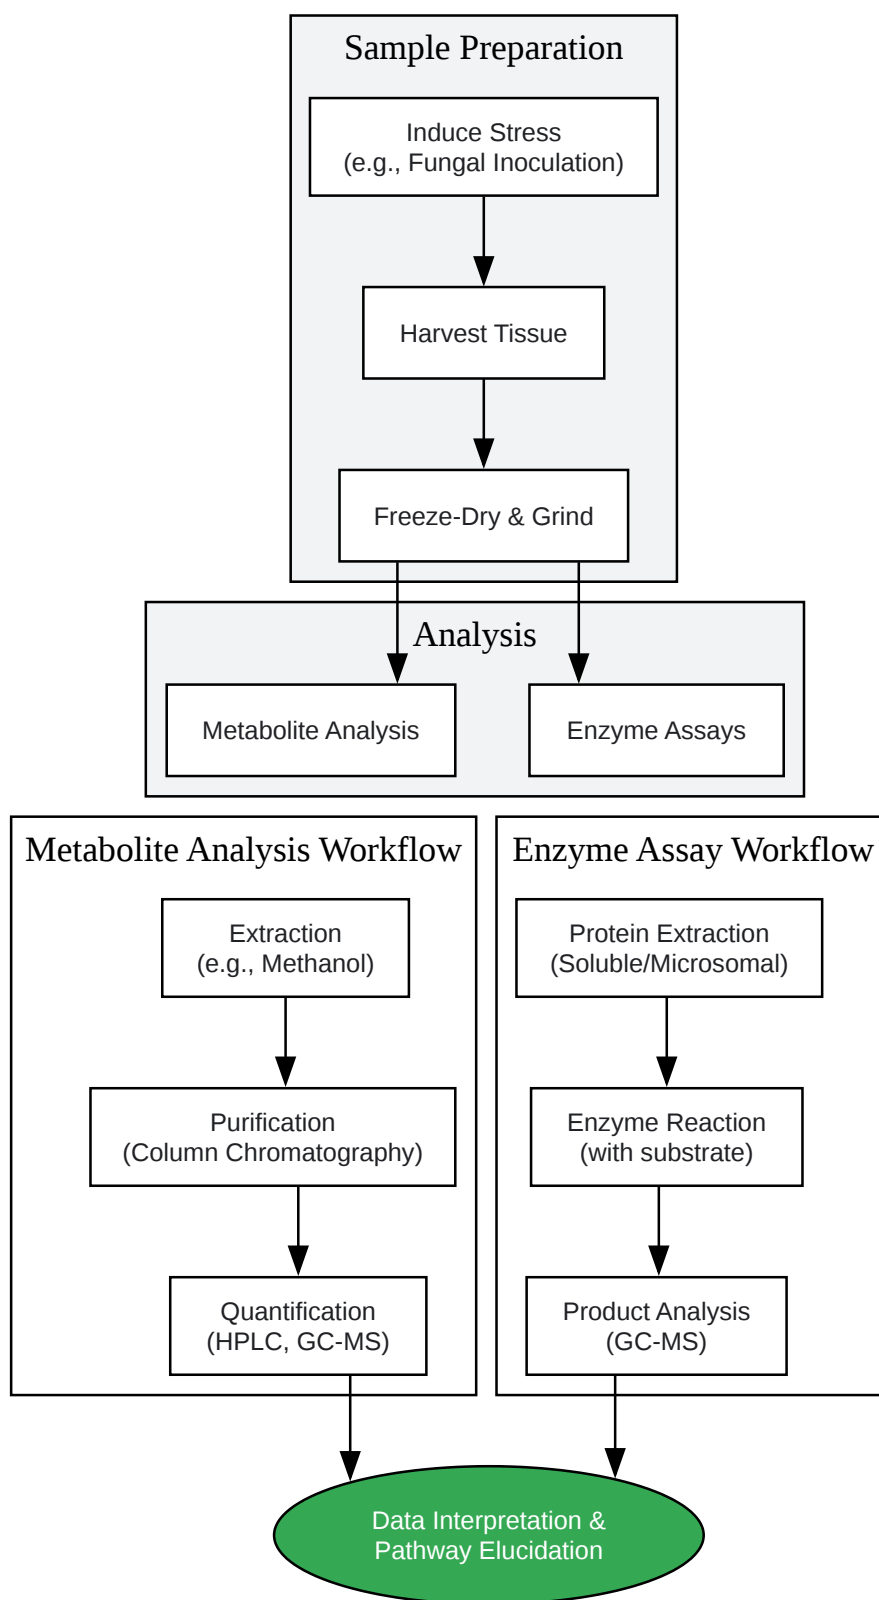 Sample Preparation
Induce Stress
(e.g., Fungal Inoculation)
Harvest Tissue
Freeze-Dry & Grind
Analysis
Metabolite Analysis
Enzyme Assays
Metabolite Analysis Workflow
Extraction
(e.g., Methanol)
Purification
(Column Chromatography)
Quantification
(HPLC, GC-MS)
Enzyme Assay Workflow
Protein Extraction
(Soluble/Microsomal)
Enzyme Reaction
(with substrate)
Product Analysis
(GC-MS)
Data Interpretation &
Pathway Elucidation